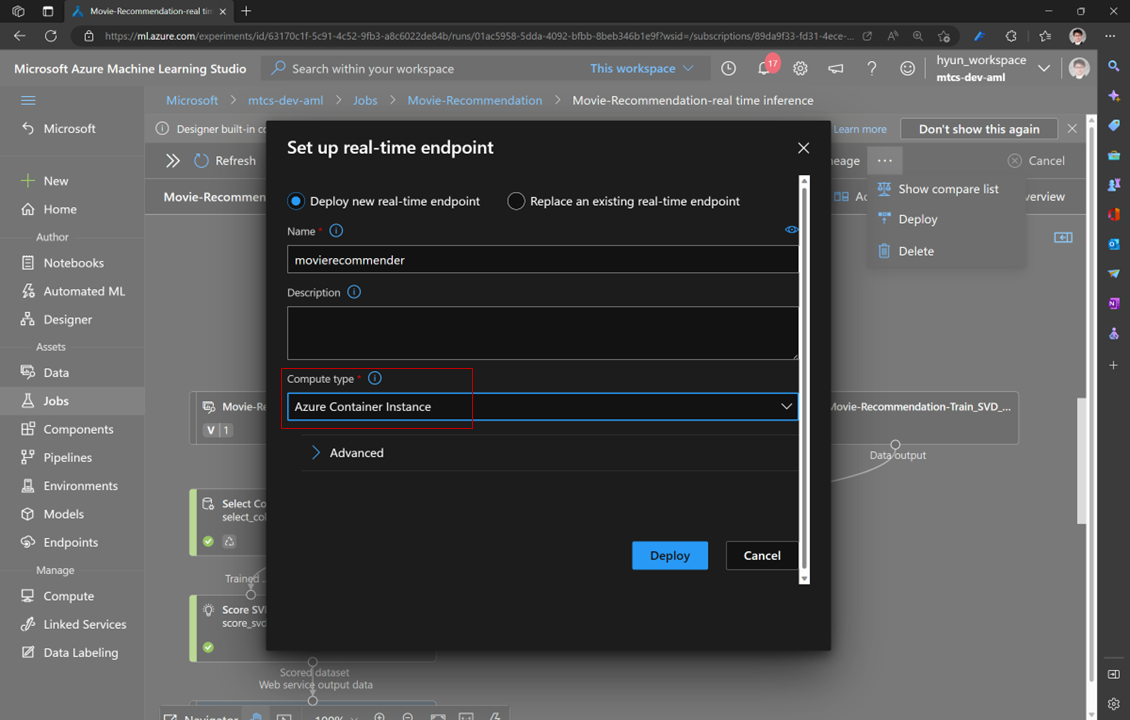 Movie-Recommendation-real tim
https://ml.azure.com/experiments/id/63170c1f-5c91-4c52-9fb3-a8c6022de84b/runs/01ac5958-5dda-4092-bfbb-8beb346b1e9f?wsid=/subscriptions/89da9f33-fd31-4ece-...
Microsoft Azure Machine Learning Studio
Search within your workspace
This workspace
17
hyun_workspace
mtcs-dev-aml
Microsoft > mtcs-dev-aml > Jobs > Movie-Recommendation > Movie-Recommendation-real time inference
Microsoft
Designer built-in co
Learn more
Don't show this again
Refresh
eage
Cancel
Movie-Recommen
Ac
verview
Show compare list
Deploy
Delete
New
Home
Author
Notebooks
Automated ML
Designer
Assets
Data
Jobs
Components
Pipelines
Environments
Models
Endpoints
Manage
Compute
Linked Services
Data Labeling
Set up real-time endpoint
Deploy new real-time endpoint
Replace an existing real-time endpoint
Name *
movierecommender
Description
Compute type *
Azure Container Instance
Advanced
Deploy
Cancel
Movie-Re
V 1
Movie-Recommendation-Train_SVD_...
Data output
Select Co
select_col
Trained
Score SVI
score_svd
Scored dataset
Web service output data
Navigator
100%